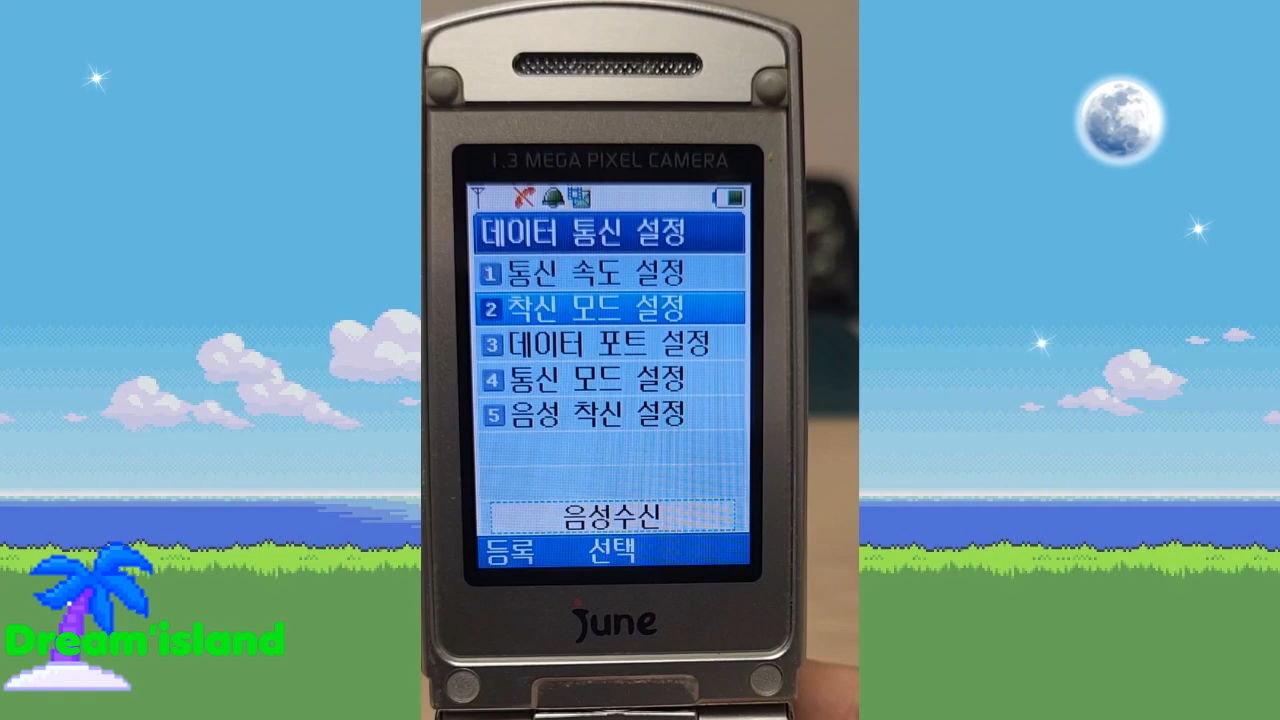 1.3 MEGA PIXEL CAMERA
데이터 통신 설정
1 통신 속도 설정
2 착신 모드 설정
3 데이터 포트 설정
4 통신 모드 설정
5 음성 착신 설정
음성수신
등록 선택
june
Dream'island